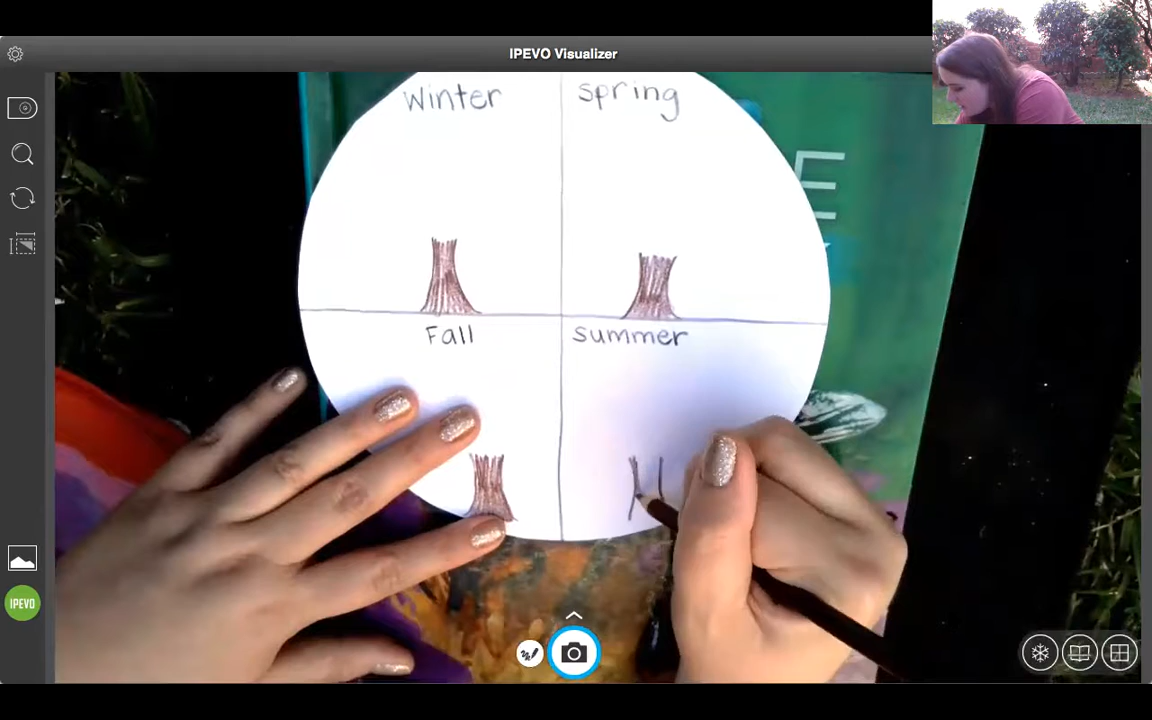 IPEVO Visualizer
Winter
Spring
E
Fall
Summer
IPEVO